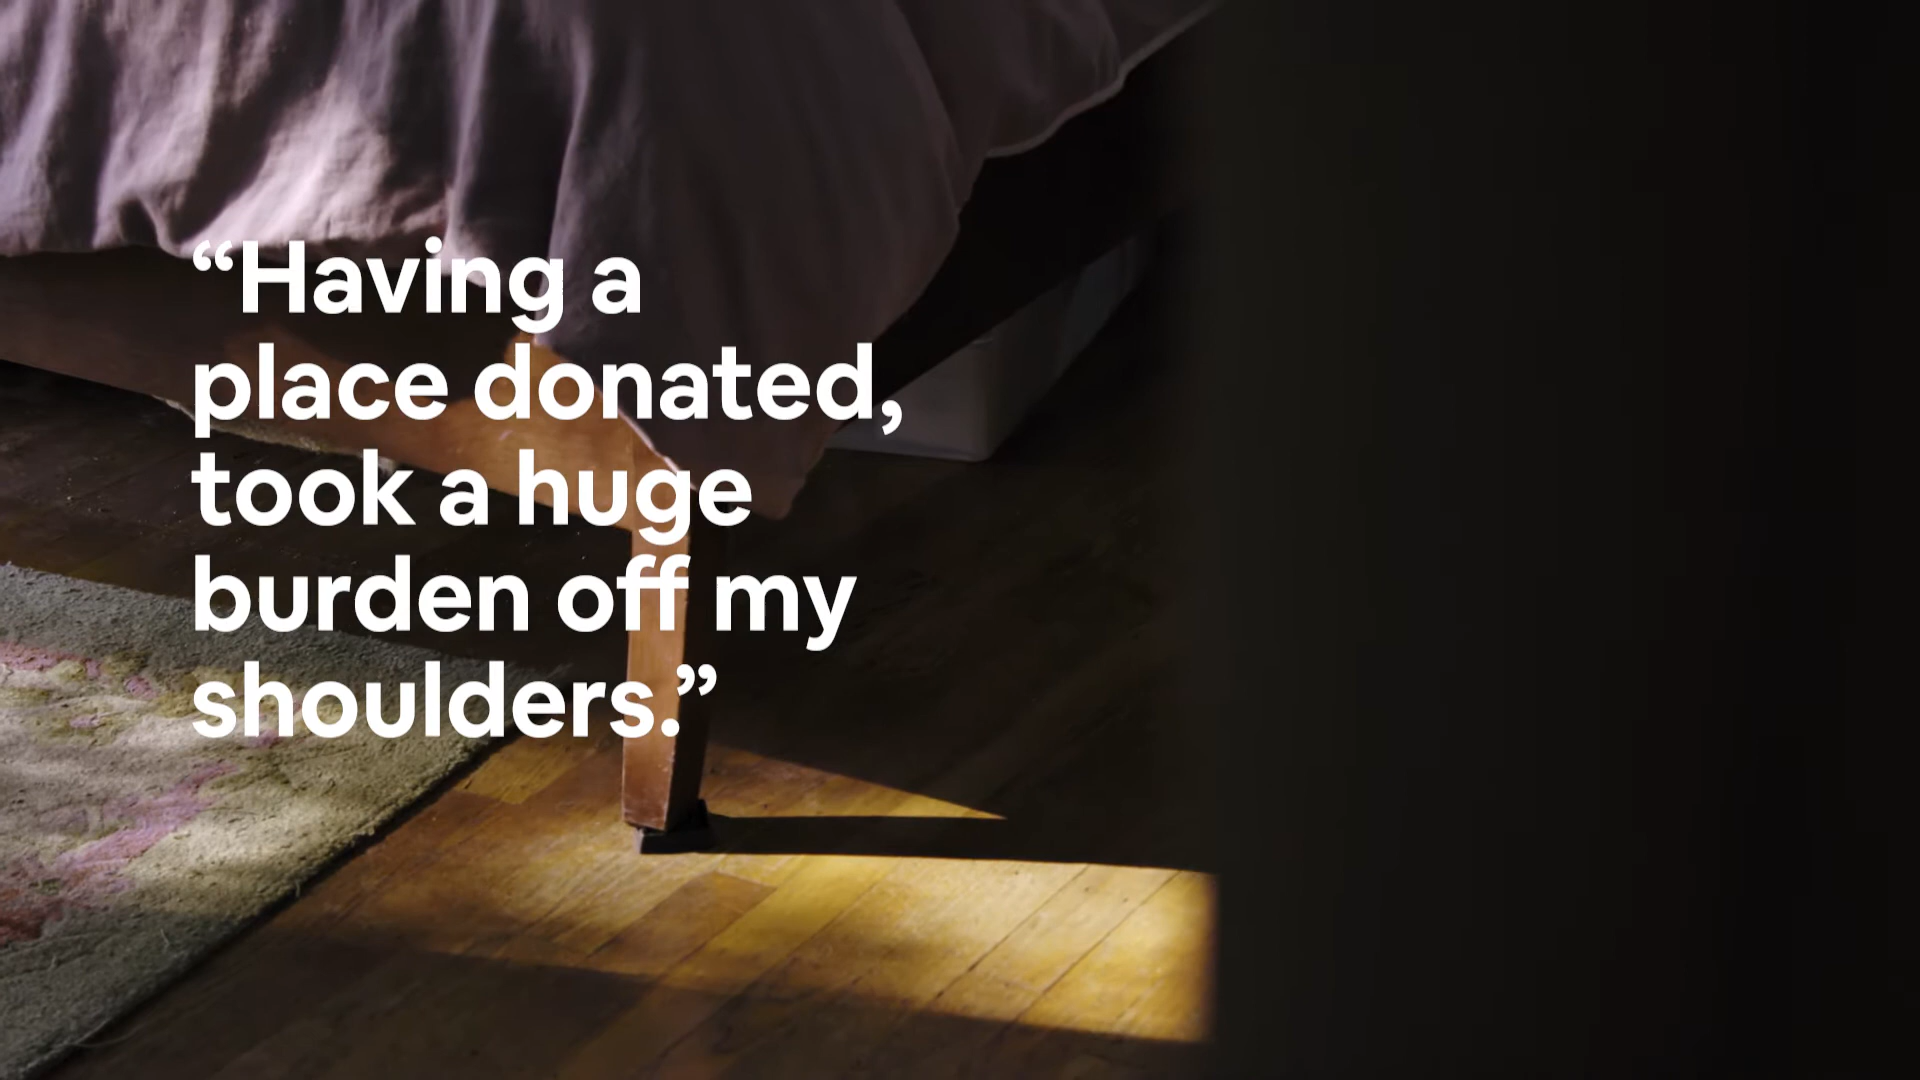 “Having a
place donated,
took a huge
burden off my
shoulders.”